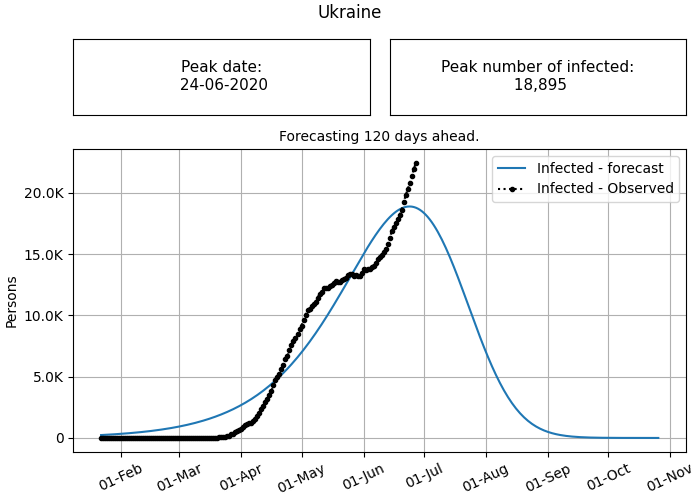 Ukraine
Peak date:
24-06-2020
Peak number of infected:
18,895
Forecasting 120 days ahead.
Infected - forecast
Infected - Observed
Persons
20.0K
15.0K
10.0K
5.0K
0
01-Feb
01-Mar
01-Apr
01-May
01-Jun
01-Jul
01-Aug
01-Sep
01-Oct
01-Nov